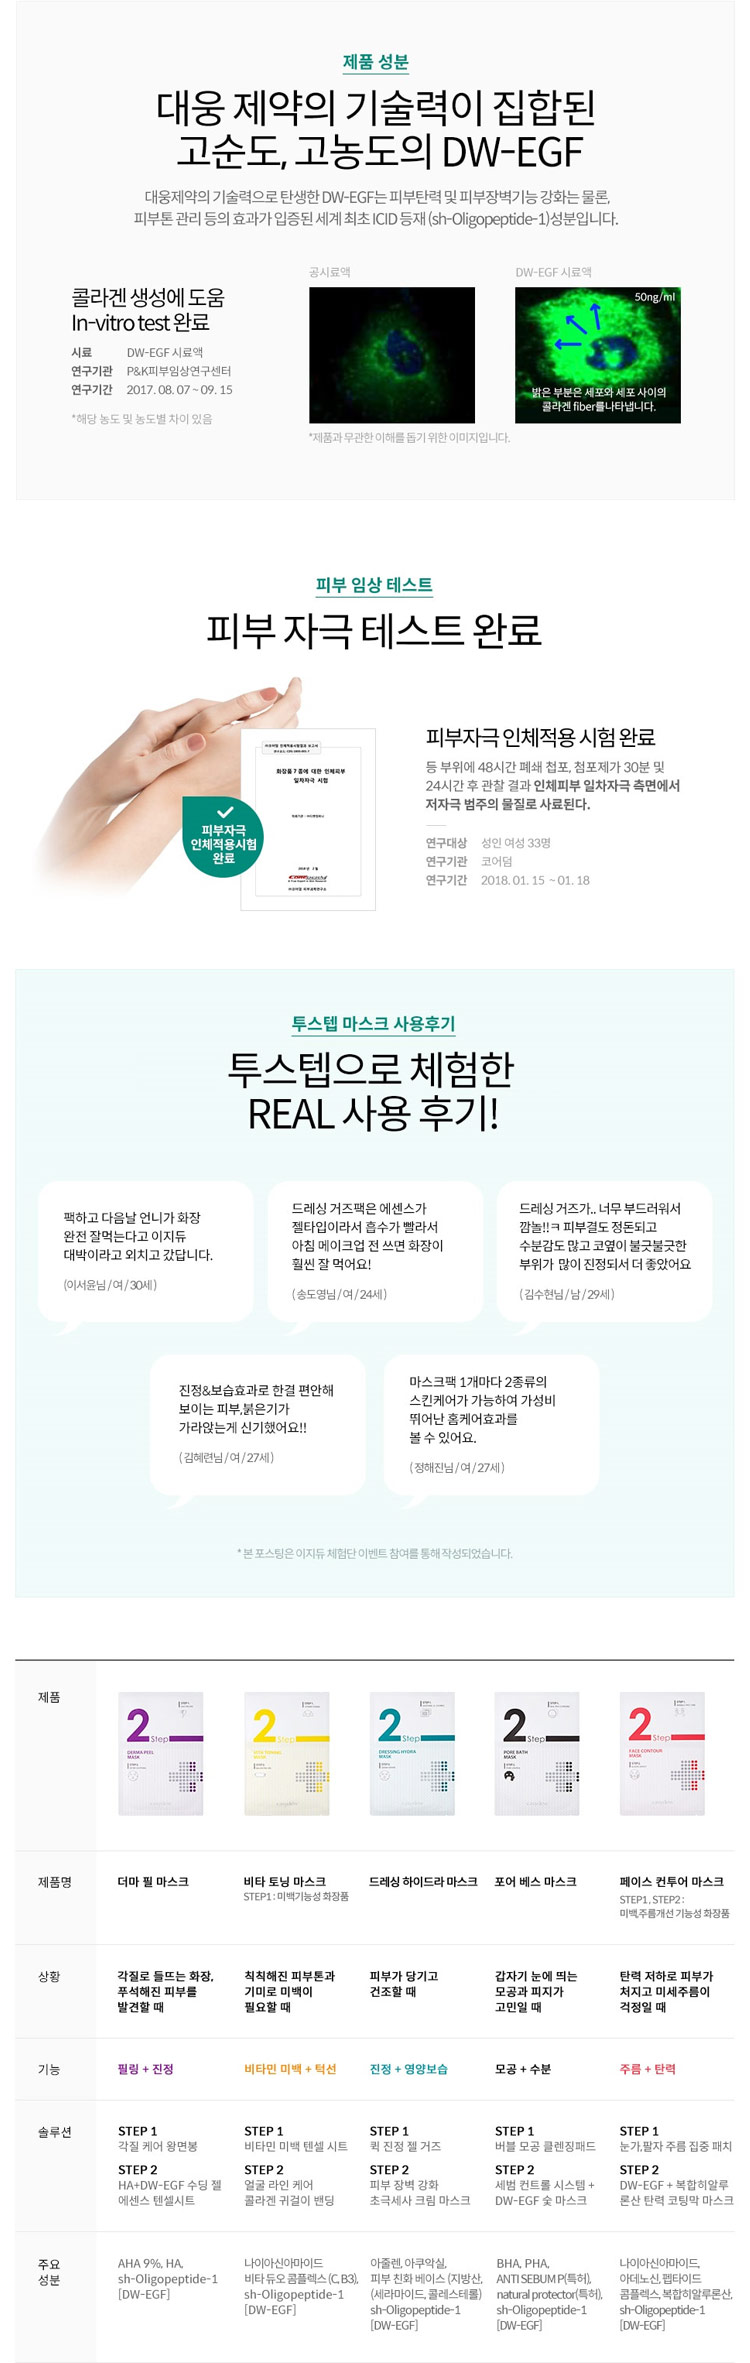 제품 성분
대웅 제약의 기술력이 집합된
고순도, 고농도의 DW-EGF
대웅제약의 기술력으로 탄생한 DW-EGF는 피부탄력 및 피부장벽기능 강화는 물론,
피부톤 관리 등의 효과가 입증된 세계 최초 ICID 등재 (sh-Oligopeptide-1)성분입니다.
콜라겐 생성에 도움
In-vitro test 완료
시료 DW-EGF 시료액
연구기관 P&K피부임상연구센터
연구기간 2017. 08. 07 ~ 09. 15
*해당 농도 및 농도별 차이 있음
공시료액
DW-EGF 시료액
50ng/ml
밝은 부분은 세포와 세포 사이의
콜라겐 fiber를나타냅니다.
*제품과 무관한 이해를 돕기 위한 이미지입니다.
피부 임상 테스트
피부 자극 테스트 완료
화장품 7종에 대한 인체피부
일차자극 시험
피부자극
인체적용시험
완료
피부자극 인체적용 시험 완료
등 부위에 48시간 폐쇄 첩포, 첨포제가 30분 및
24시간 후 관찰 결과 인체피부 일차자극 측면에서
저자극 범주의 물질로 사료된다.
연구대상 성인 여성 33명
연구기관 코어덤
연구기간 2018. 01. 15 ~ 01. 18
투스텝 마스크 사용후기
투스텝으로 체험한
REAL 사용 후기!
팩하고 다음날 언니가 화장
완전 잘먹는다고 이지듀
대박이라고 외치고 갔답니다.
(이서윤님 / 여 / 30세)
드레싱 거즈팩은 에센스가
젤타입이라서 흡수가 빨라서
아침 메이크업 전 쓰면 화장이
훨씬 잘 먹어요!
( 송도영님 / 여 / 24세 )
드레싱 거즈가.. 너무 부드러워서
깜놀!!ㅋ 피부결도 정돈되고
수분감도 많고 코옆이 불긋불긋한
부위가 많이 진정되서 더 좋았어요
( 김수현님 / 남 / 29세 )
진정&보습효과로 한결 편안해
보이는 피부,붉은기가
가라앉는게 신기했어요!!
( 김혜련님 / 여 / 27세 )
마스크팩 1개마다 2종류의
스킨케어가 가능하여 가성비
뛰어난 홈케어효과를
볼 수 있어요.
( 정해진님 / 여 / 27세 )
* 본 포스팅은 이지듀 체험단 이벤트 참여를 통해 작성되었습니다.
제품
2 Step
DERMA PEEL
MASK
2 Step
VITA TONING
MASK
2 Step
DRESSING HYDRA
MASK
2 Step
PORE BATH
MASK
2 Step
FACE CONTOUR
MASK
제품명
더마 필 마스크
비타 토닝 마스크
STEP1 : 미백기능성 화장품
드레싱 하이드라 마스크
포어 베스 마스크
페이스 컨투어 마스크
STEP1 , STEP2 :
미백,주름개선 기능성 화장품
상황
각질로 들뜨는 화장,
푸석해진 피부를
발견할 때
칙칙해진 피부톤과
기미로 미백이
필요할 때
피부가 당기고
건조할 때
갑자기 눈에 띄는
모공과 피지가
고민일 때
탄력 저하로 피부가
처지고 미세주름이
걱정일 때
기능
필링 + 진정
비타민 미백 + 턱선
진정 + 영양보습
모공 + 수분
주름 + 탄력
솔루션
STEP 1
각질 케어 왕면봉
STEP 2
HA+DW-EGF 수딩 젤
에센스 텐셀시트
STEP 1
비타민 미백 텐셀 시트
STEP 2
얼굴 라인 케어
콜라겐 귀걸이 밴딩
STEP 1
퀵 진정 젤 거즈
STEP 2
피부 장벽 강화
초극세사 크림 마스크
STEP 1
버블 모공 클렌징패드
STEP 2
세범 컨트롤 시스템 +
DW-EGF 숯 마스크
STEP 1
눈가,팔자 주름 집중 패치
STEP 2
DW-EGF + 복합히알루
론산 탄력 코팅막 마스크
주요
성분
AHA 9%, HA,
sh-Oligopeptide-1
[DW-EGF]
나이아신아마이드
비타 듀오 콤플렉스 (C, B3),
sh-Oligopeptide-1
[DW-EGF]
아줄렌, 아쿠악실,
피부 친화 베이스 (지방산,
(세라마이드, 콜레스테롤)
sh-Oligopeptide-1
[DW-EGF]
BHA, PHA,
ANTI SEBUM P(특허),
natural protector(특허),
sh-Oligopeptide-1
[DW-EGF]
나이아신아마이드,
아데노신, 펩타이드
콤플렉스, 복합히알루론산,
sh-Oligopeptide-1
[DW-EGF]